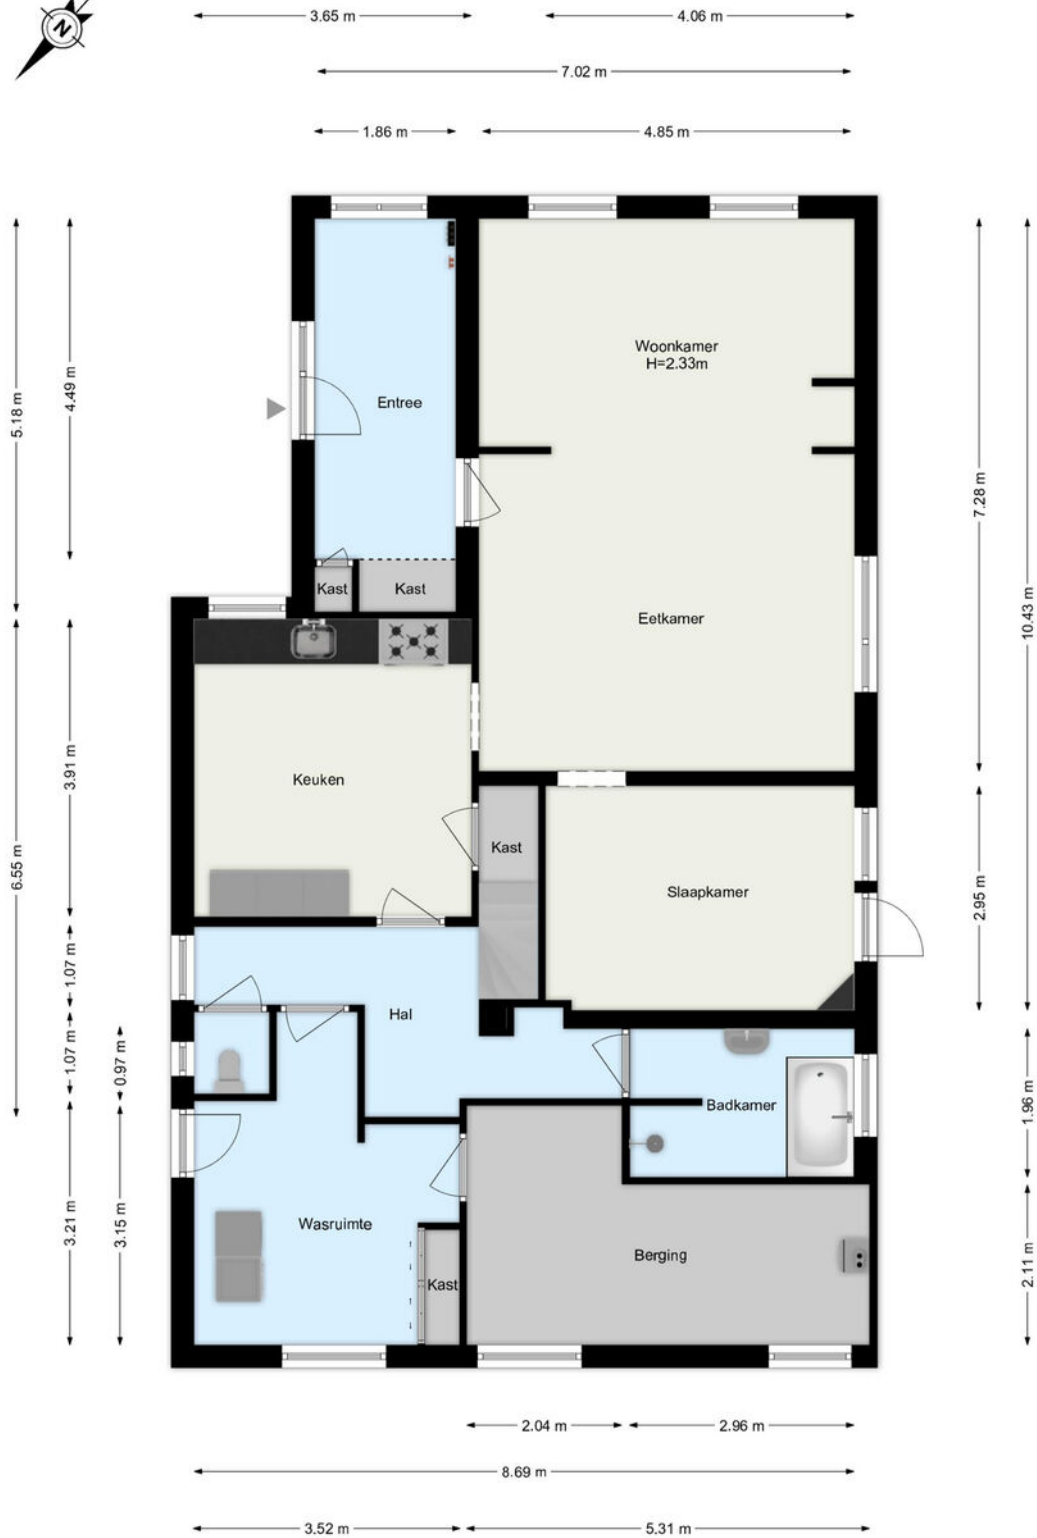 N
3.65 m
4.06 m
7.02 m
1.86 m
4.85 m
5.18 m
4.49 m
Woonkamer
H=2.33m
Entree
7.28 m
10.43 m
Kast
Kast
Eetkamer
3.91 m
Keuken
6.55 m
Kast
Slaapkamer
2.95 m
1.07 m
Hal
1.07 m
0.97 m
Badkamer
1.96 m
3.21 m
3.15 m
Wasruimte
Berging
Kast
2.11 m
2.04 m
2.96 m
8.69 m
3.52 m
5.31 m